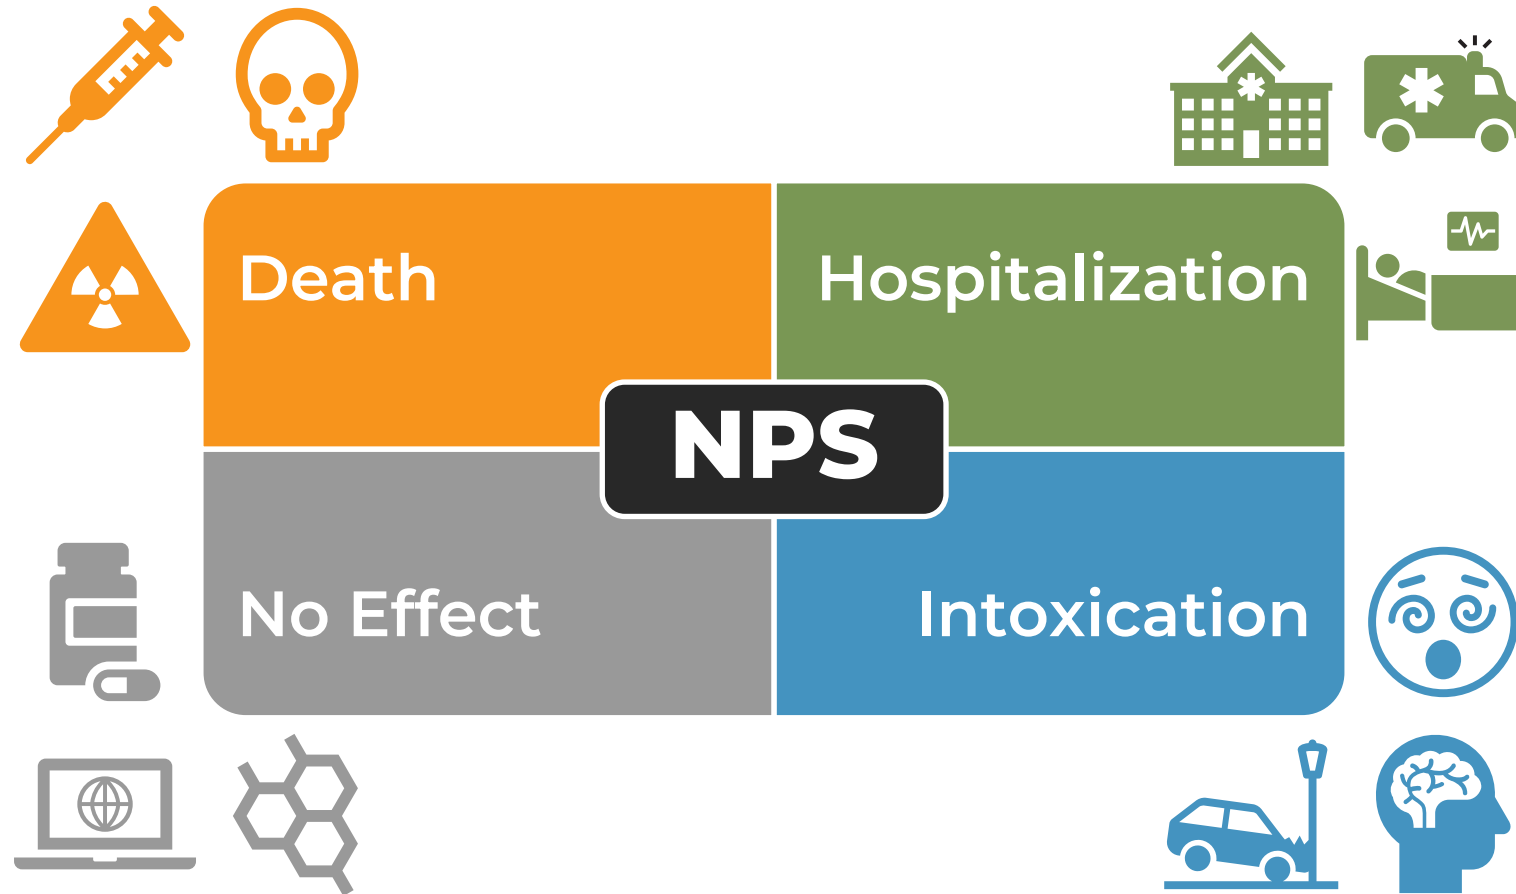 Death
Hospitalization
NPS
No Effect
Intoxication